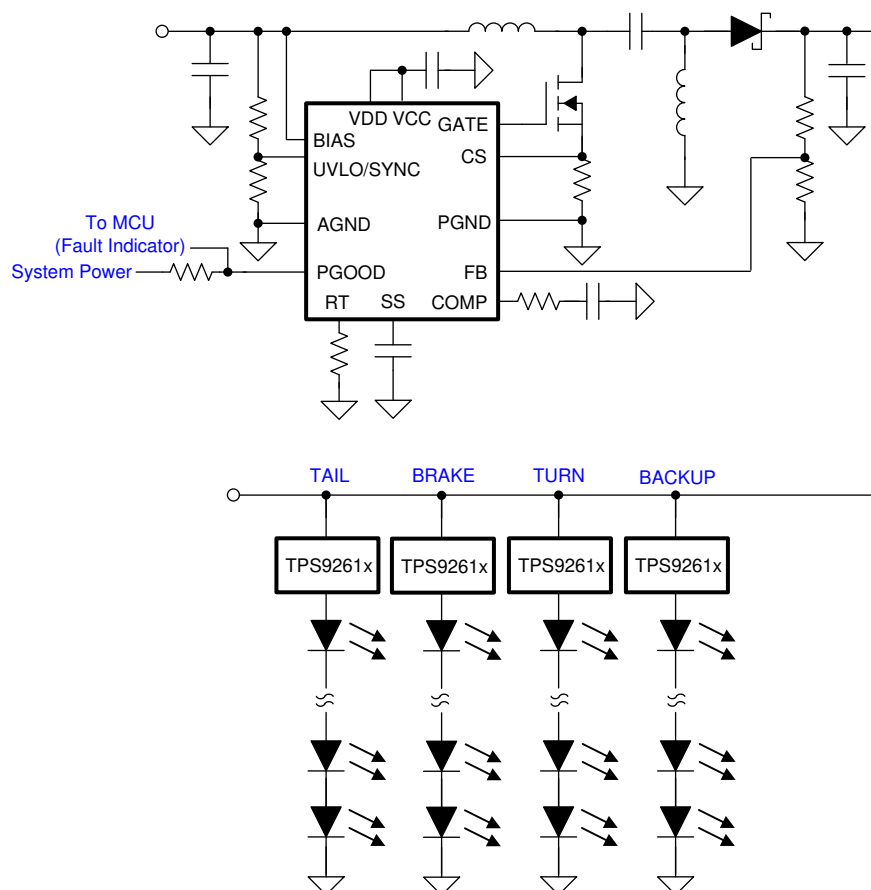 VDD VCC
GATE
BIAS
CS
UVLO/SYNC
To MCU
(Fault Indicator)
AGND
PGND
System Power
PGOOD
FB
RT
SS
COMP
TAIL
BRAKE
TURN
BACKUP
TPS9261x
TPS9261x
TPS9261x
TPS9261x